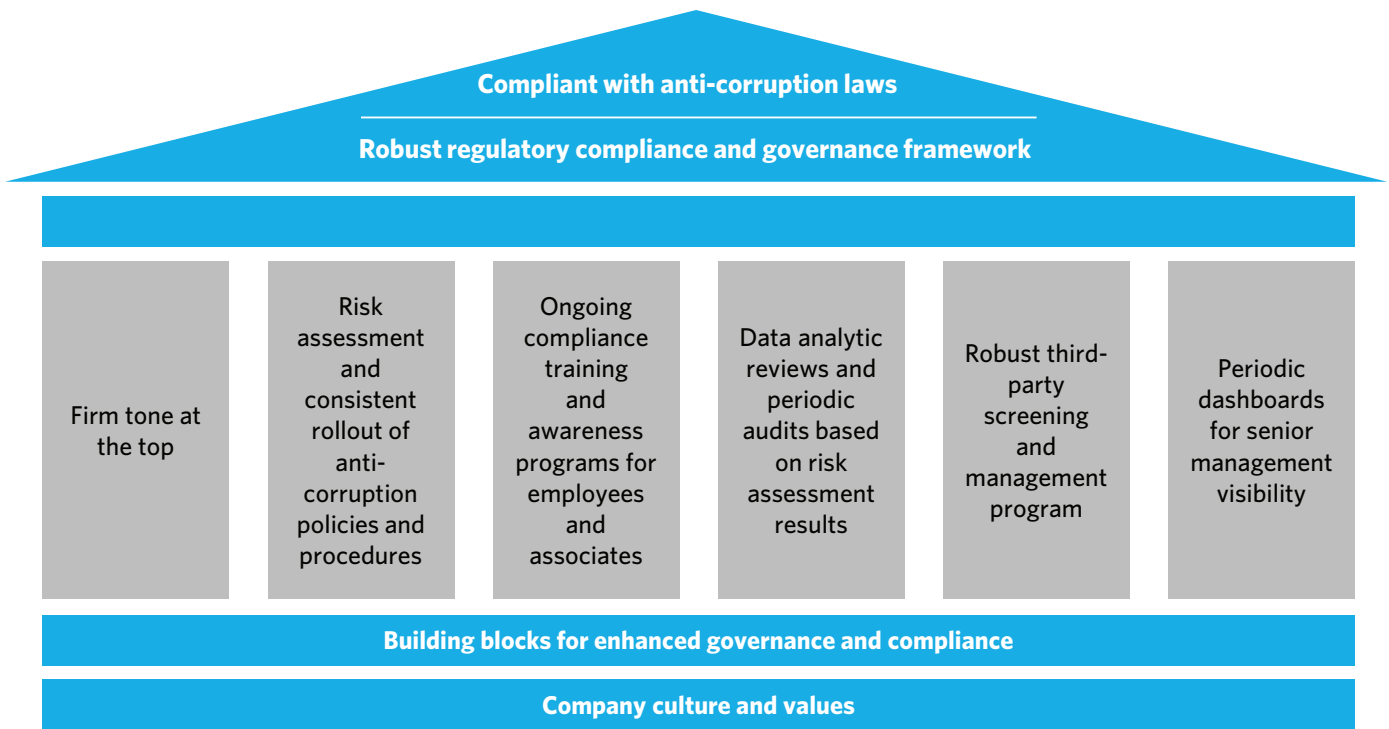 Compliant with anti-corruption laws
Robust regulatory compliance and governance framework
Firm tone at
the top
Risk
assessment
and
consistent
rollout of
anti-
corruption
policies and
procedures
Ongoing
compliance
training
and
awareness
programs for
employees
and
associates
Data analytic
reviews and
periodic
audits based
on risk
assessment
results
Robust third-
party
screening
and
management
program
Periodic
dashboards
for senior
management
visibility
Building blocks for enhanced governance and compliance
Company culture and values